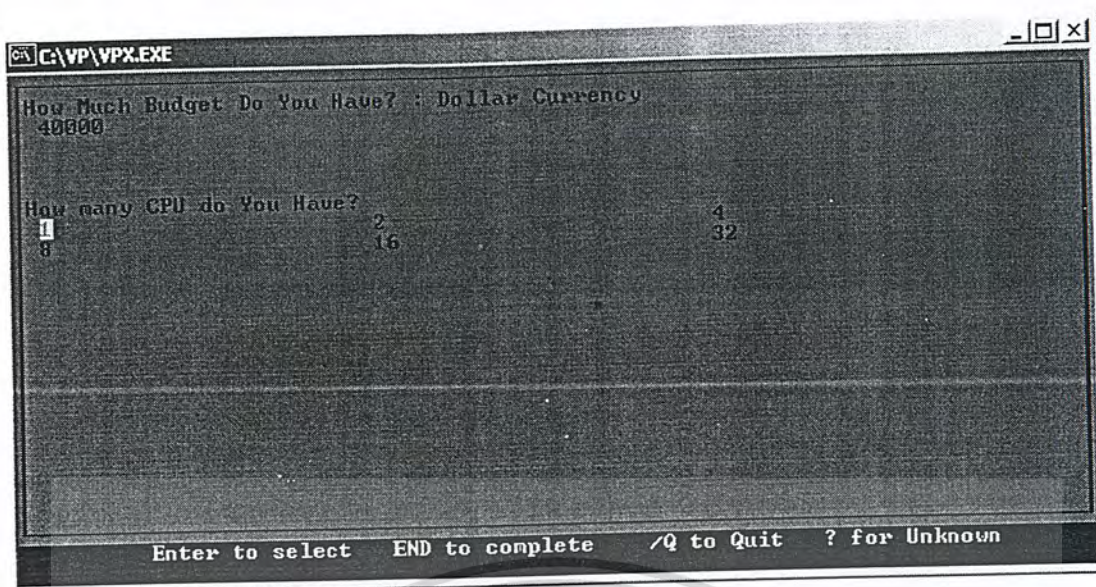 C:\VP\VPX.EXE
How Much Budget Do You Have? : Dollar Currency
40000
How many CPU do You Have?
1 2 4
8 16 32
Enter to select END to complete /Q to Quit ? for Unknown